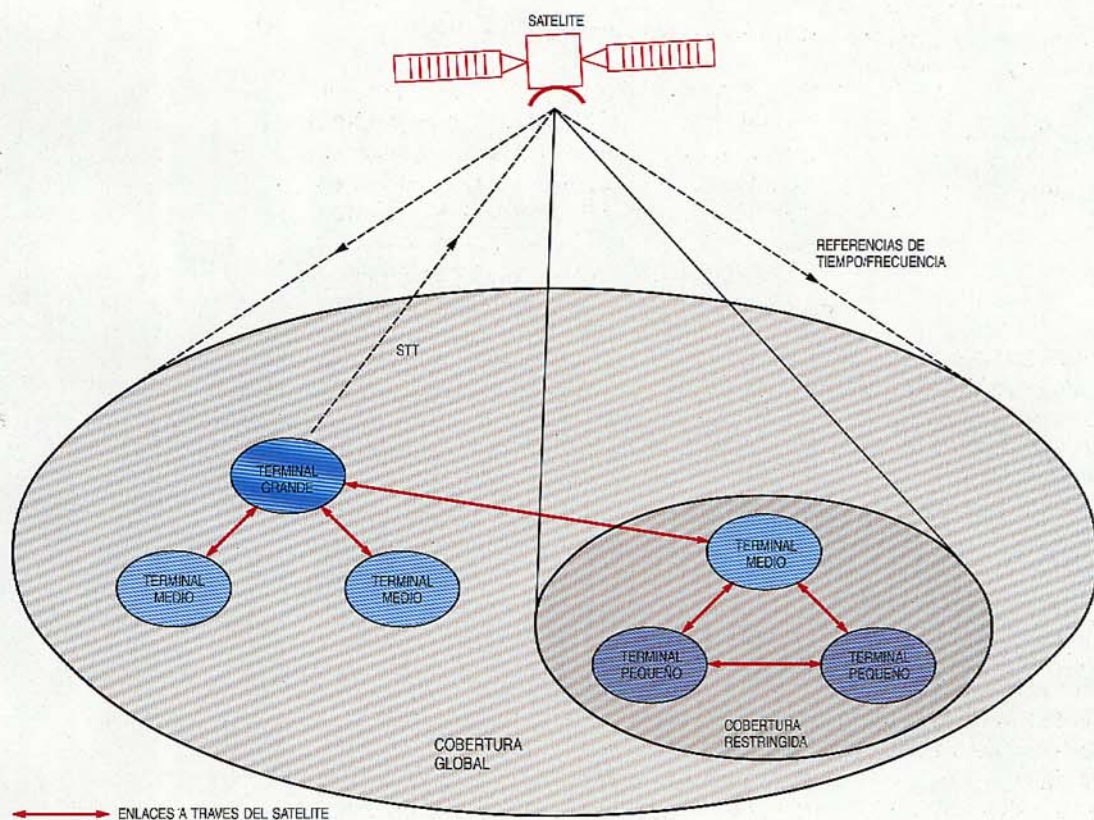 SATELITE
REFERENCIAS DE
TIEMPO/FRECUENCIA
STT
TERMINAL
GRANDE
TERMINAL
MEDIO
TERMINAL
MEDIO
TERMINAL
MEDIO
TERMINAL
PEQUEÑO
TERMINAL
PEQUEÑO
COBERTURA
RESTRINGIDA
COBERTURA
GLOBAL
ENLACES A TRAVES DEL SATELITE